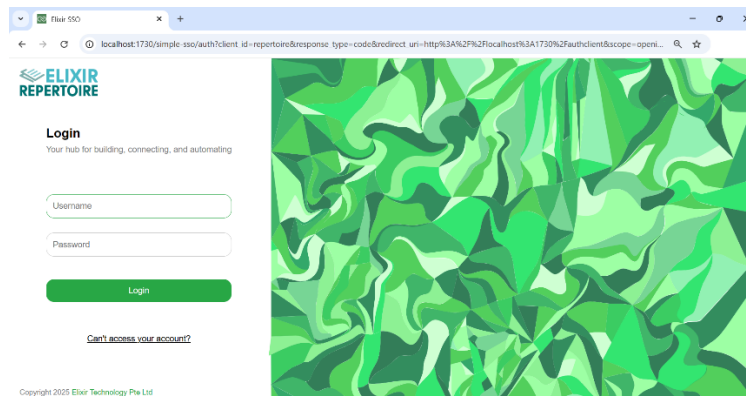 Elixir SSO
localhost:1730/simple-sso/auth?client_id=repertoire&response_type=code&redirect_uri=http%3A%2F%2Flocalhost%3A1730%2Fauthclient&scope=openi...
ELIXIR
REPERTOIRE
Login
Your hub for building, connecting, and automating
Username
Password
Login
Can't access your account?
Copyright 2025 Elixir Technology Pte Ltd